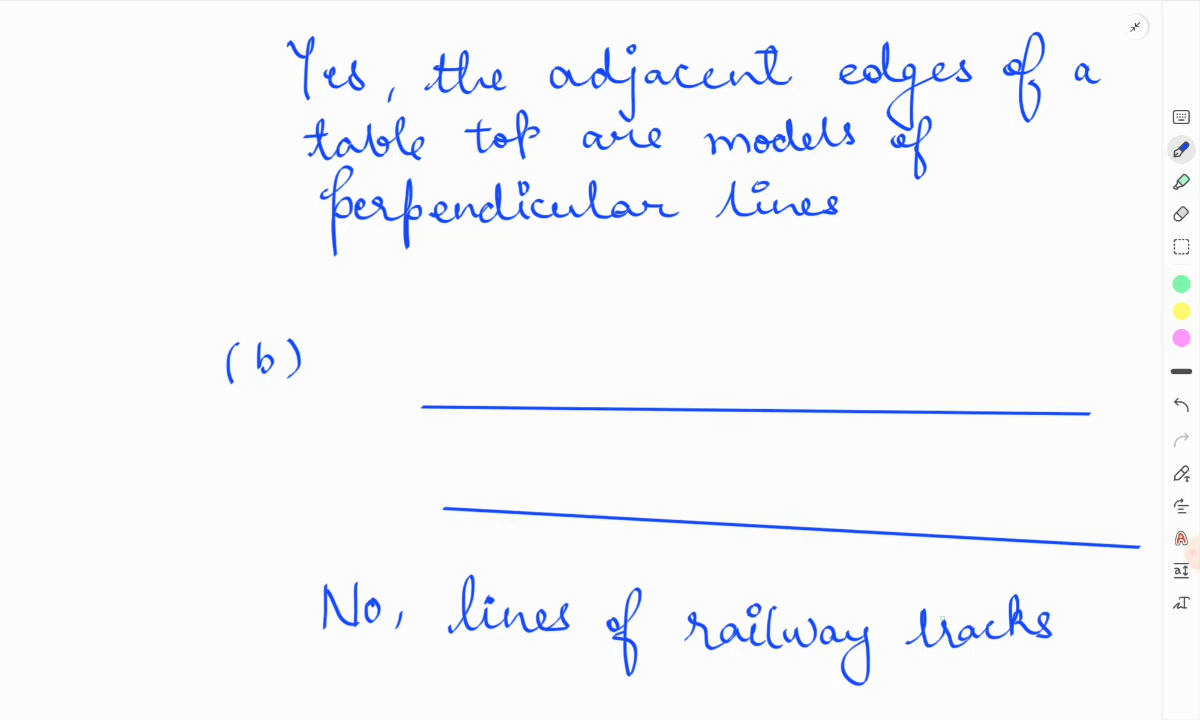 Yes, the adjacent edges of a
table top are models of
perpendicular lines
(b)
No, lines of railway tracks